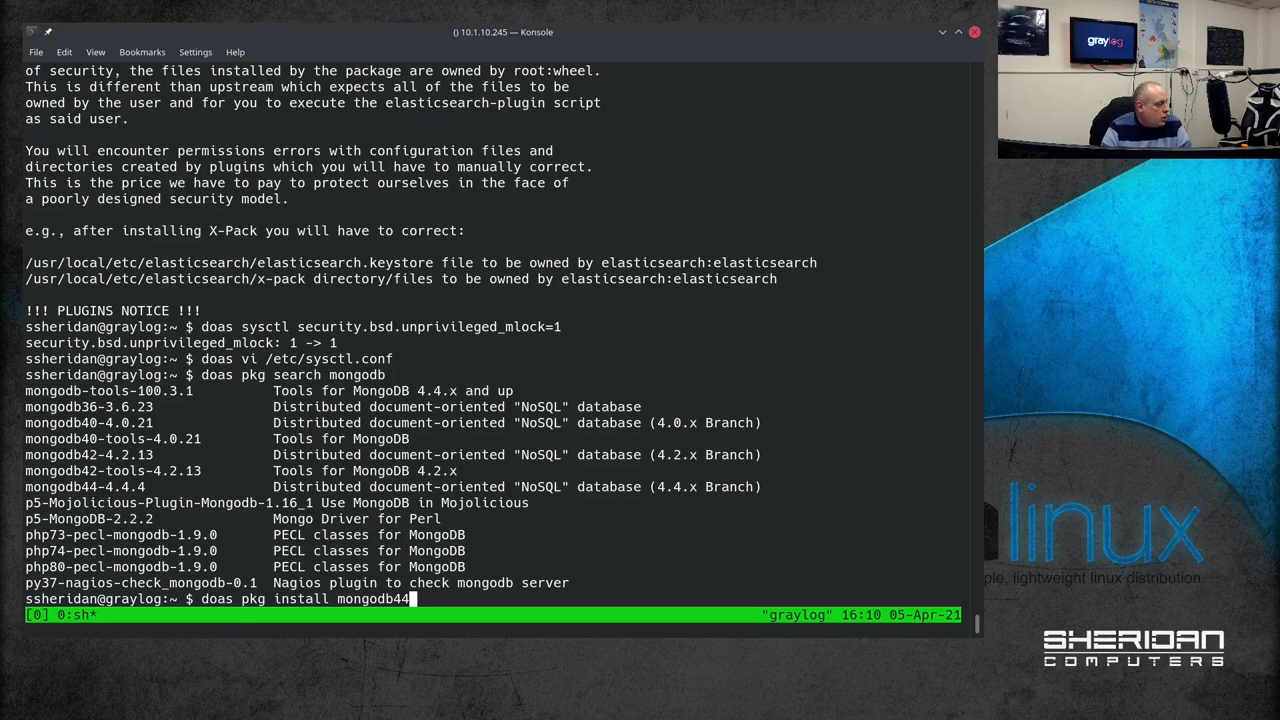 () 10.1.10.245 — Konsole
File Edit View Bookmarks Settings Help
of security, the files installed by the package are owned by root:wheel.
This is different than upstream which expects all of the files to be
owned by the user and for you to execute the elasticsearch-plugin script
as said user.
You will encounter permissions errors with configuration files and
directories created by plugins which you will have to manually correct.
This is the price we have to pay to protect ourselves in the face of
a poorly designed security model.
e.g., after installing X-Pack you will have to correct:
/usr/local/etc/elasticsearch/elasticsearch.keystore file to be owned by elasticsearch:elasticsearch
/usr/local/etc/elasticsearch/x-pack directory/files to be owned by elasticsearch:elasticsearch
!!! PLUGINS NOTICE !!!
ssheridan@graylog:~ $ doas sysctl security.bsd.unprivileged_mlock=1
security.bsd.unprivileged_mlock: 1 -> 1
ssheridan@graylog:~ $ doas vi /etc/sysctl.conf
ssheridan@graylog:~ $ doas pkg search mongodb
mongodb-tools-100.3.1 Tools for MongoDB 4.4.x and up
mongodb36-3.6.23 Distributed document-oriented "NoSQL" database
mongodb40-4.0.21 Distributed document-oriented "NoSQL" database (4.0.x Branch)
mongodb40-tools-4.0.21 Tools for MongoDB
mongodb42-4.2.13 Distributed document-oriented "NoSQL" database (4.2.x Branch)
mongodb42-tools-4.2.13 Tools for MongoDB 4.2.x
mongodb44-4.4.4 Distributed document-oriented "NoSQL" database (4.4.x Branch)
p5-Mojolicious-Plugin-Mongodb-1.16_1 Use MongoDB in Mojolicious
p5-MongoDB-2.2.2 Mongo Driver for Perl
php73-pecl-mongodb-1.9.0 PECL classes for MongoDB
php74-pecl-mongodb-1.9.0 PECL classes for MongoDB
php80-pecl-mongodb-1.9.0 PECL classes for MongoDB
py37-nagios-check_mongodb-0.1 Nagios plugin to check mongodb server
ssheridan@graylog:~ $ doas pkg install mongodb44
[0] 0:sh* "graylog" 16:10 05-Apr-21
graylog
linux
ple, lightweight linux distribution.
SHERIDAN
COMPUTERS